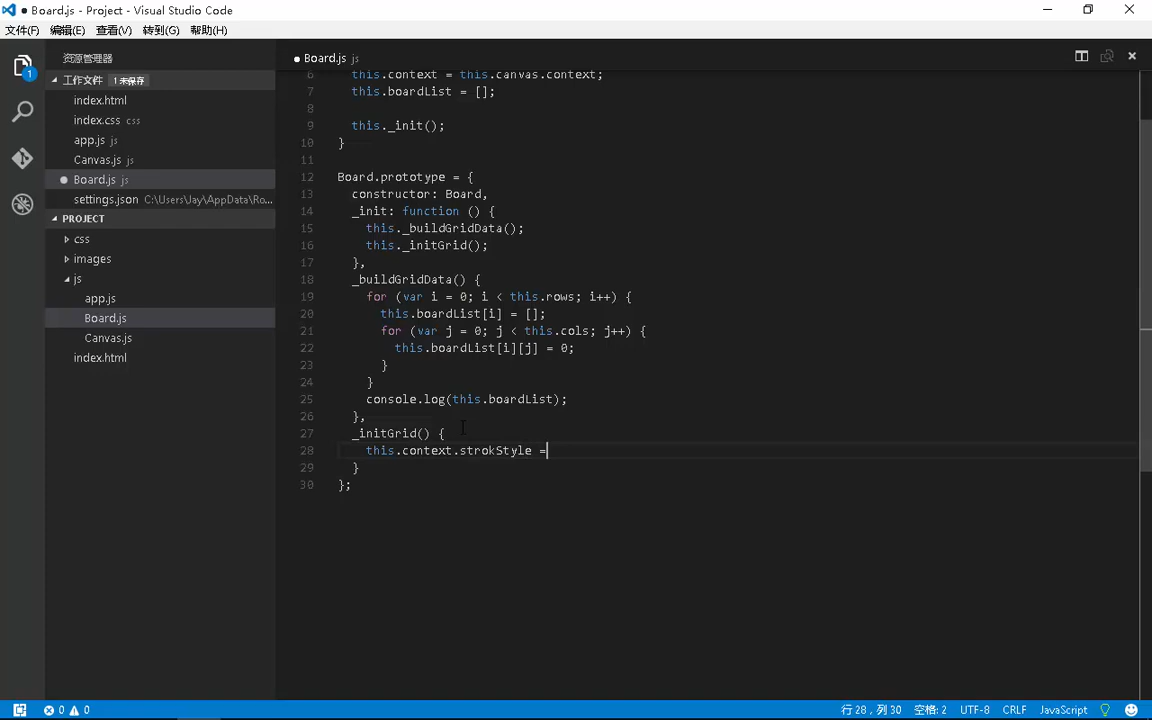 Board.js - Project - Visual Studio Code
文件(F) 编辑(E) 查看(V) 转到(G) 帮助(H)
资源管理器
工作文件 1 未保存
index.html
index.css css
app.js js
Canvas.js js
Board.js js
settings.json C:\Users\Jay\AppData\Ro...
PROJECT
css
images
js
app.js
Board.js
Canvas.js
index.html
1
Board.js js
6 this.context = this.canvas.context;
7 this.boardList = [];
8
9 this._init();
10 }
11
12 Board.prototype = {
13 constructor: Board,
14 _init: function () {
15 this._buildGridData();
16 this._initGrid();
17 },
18 _buildGridData() {
19 for (var i = 0; i < this.rows; i++) {
20 this.boardList[i] = [];
21 for (var j = 0; j < this.cols; j++) {
22 this.boardList[i][j] = 0;
23 }
24 }
25 console.log(this.boardList);
26 },
27 _initGrid() {
28 this.context.strokStyle =
29 }
30 };
0 0 行 28，列 30 空格: 2 UTF-8 CRLF JavaScript